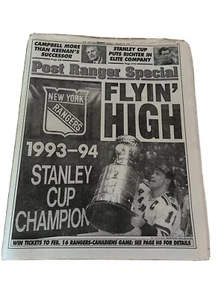 CAMPBELL MORE
THAN KEENAN'S
SUCCESSOR
STANLEY CUP
PUTS RICHTER IN
ELITE COMPANY
Post Ranger Special
FLYIN'
HIGH
NEW YORK
RANGERS
1993–94
STANLEY
CUP
CHAMPION
WIN TICKETS TO FEB. 16 RANGERS-CANADIENS GAME: SEE PAGE H8 FOR DETAILS